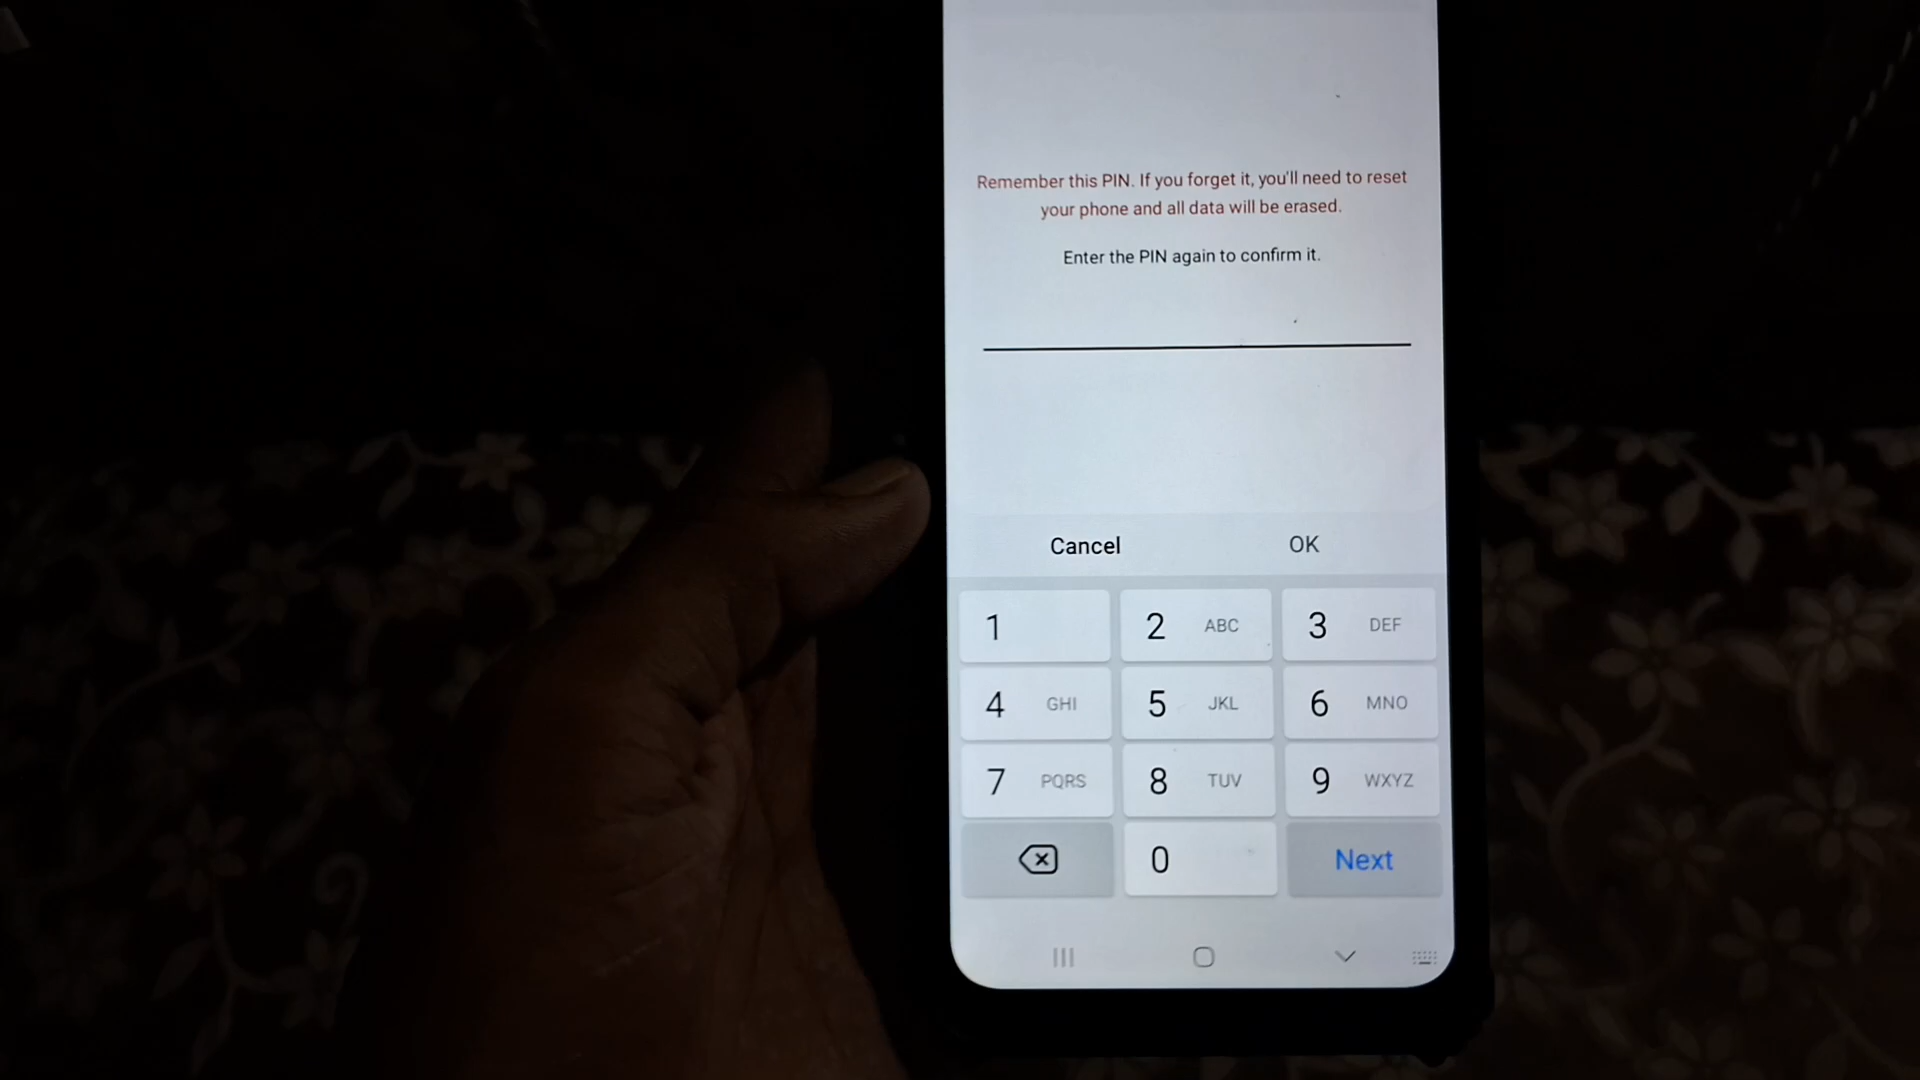 Remember this PIN. If you forget it, you'll need to reset
your phone and all data will be erased.
Enter the PIN again to confirm it.
Cancel OK
1 2 ABC 3 DEF
4 GHI 5 JKL 6 MNO
7 PQRS 8 TUV 9 WXYZ
0 Next